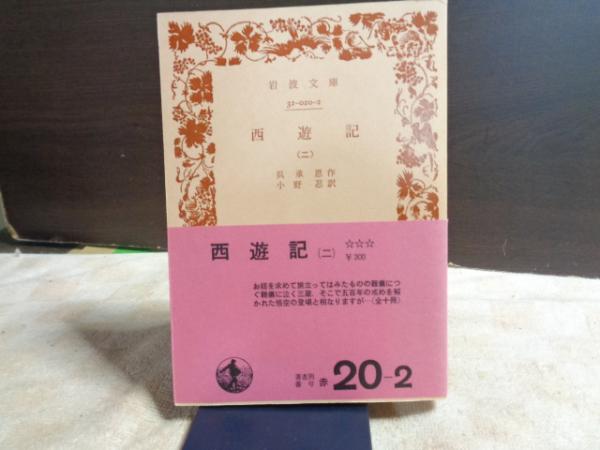 岩波文庫
32-020-2
西遊記
(二)
呉承恩作
小野忍訳
西遊記(二) ☆☆☆
¥300
お経を求めて旅立ってはみたものの難儀につ
ぐ難儀に泣く三蔵.そこで五百年の戒めを解
かれた悟空の登場と相なりますが…(全十冊)
著者別
番号 赤 20-2